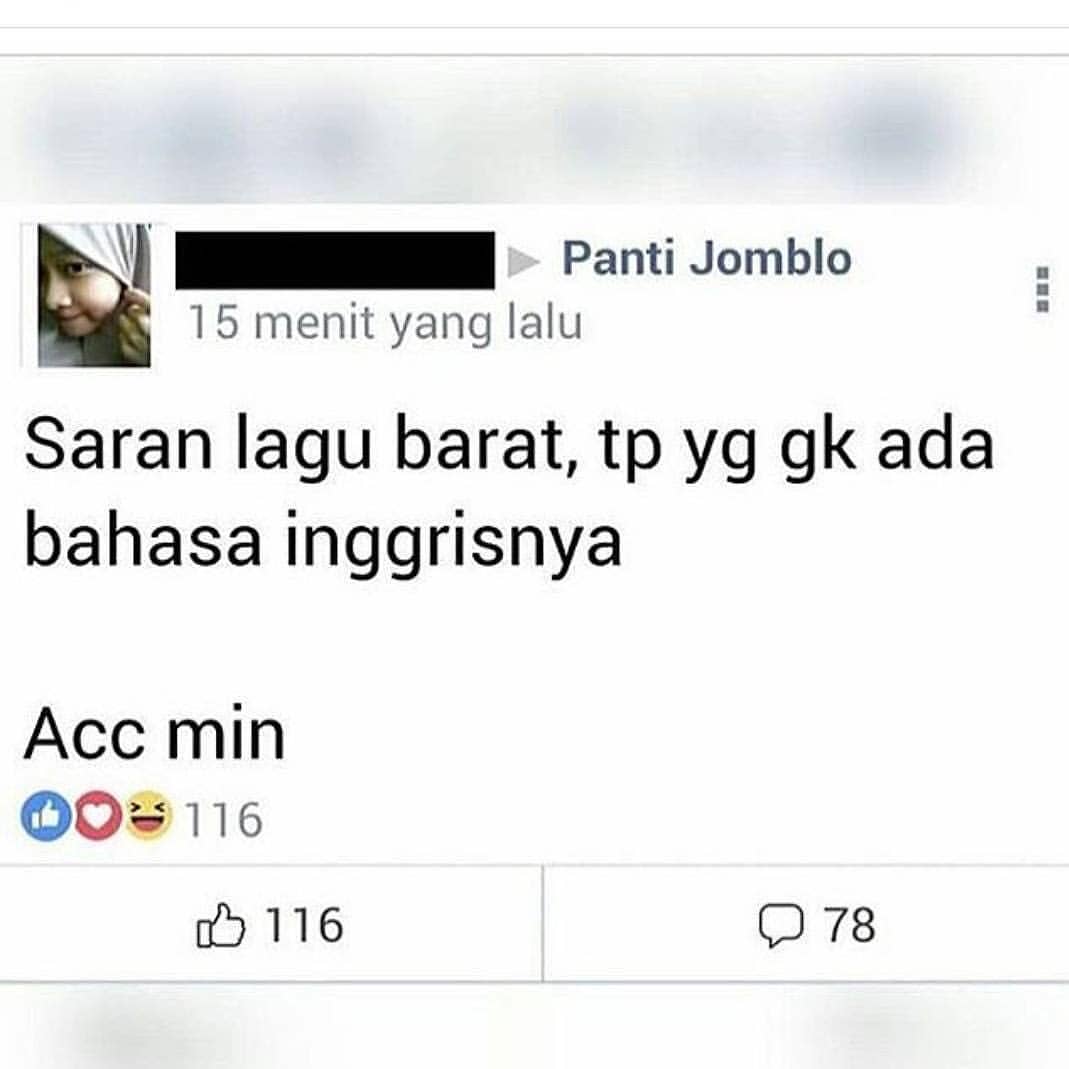 Panti Jomblo
15 menit yang lalu
Saran lagu barat, tp yg gk ada
bahasa inggrisnya
Acc min
116
116
78